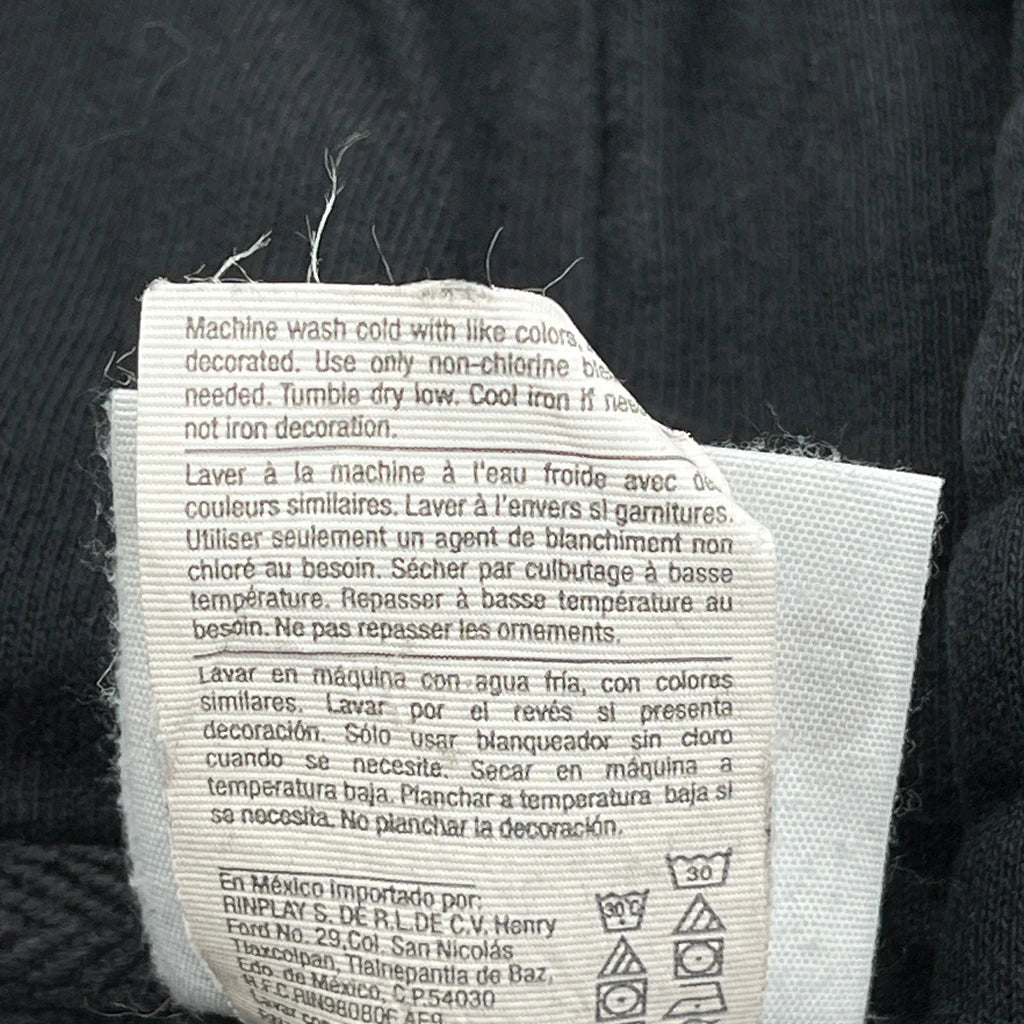 Machine wash cold with like colors,
decorated. Use only non-chlorine
needed. Tumble dry low. Cool iron if
not iron decoration.
Laver à la machine à l'eau froide avec
couleurs similaires. Laver à l'envers si garnitures.
Utiliser seulement un agent de blanchiment non
chloré au besoin. Sécher par culbutage à basse
température. Repasser à basse température au
besoin. Ne pas repasser les ornements.
Lavar en máquina con agua fría, con colores
similares. Lavar por el revés si presenta
decoración. Sólo usar blanqueador sin cloro
cuando se necesite. Secar en máquina a
temperatura baja. Planchar a temperatura baja si
se necesita. No planchar la decoración.
En México importado por:
RINPLAY S. DE R.L.DE C.V. Henry
Ford No. 29,Col. San Nicolás
Tlaxcolpan, Tlalnepantla de Baz,
Edo. de México, C.P.54030
30
30°C